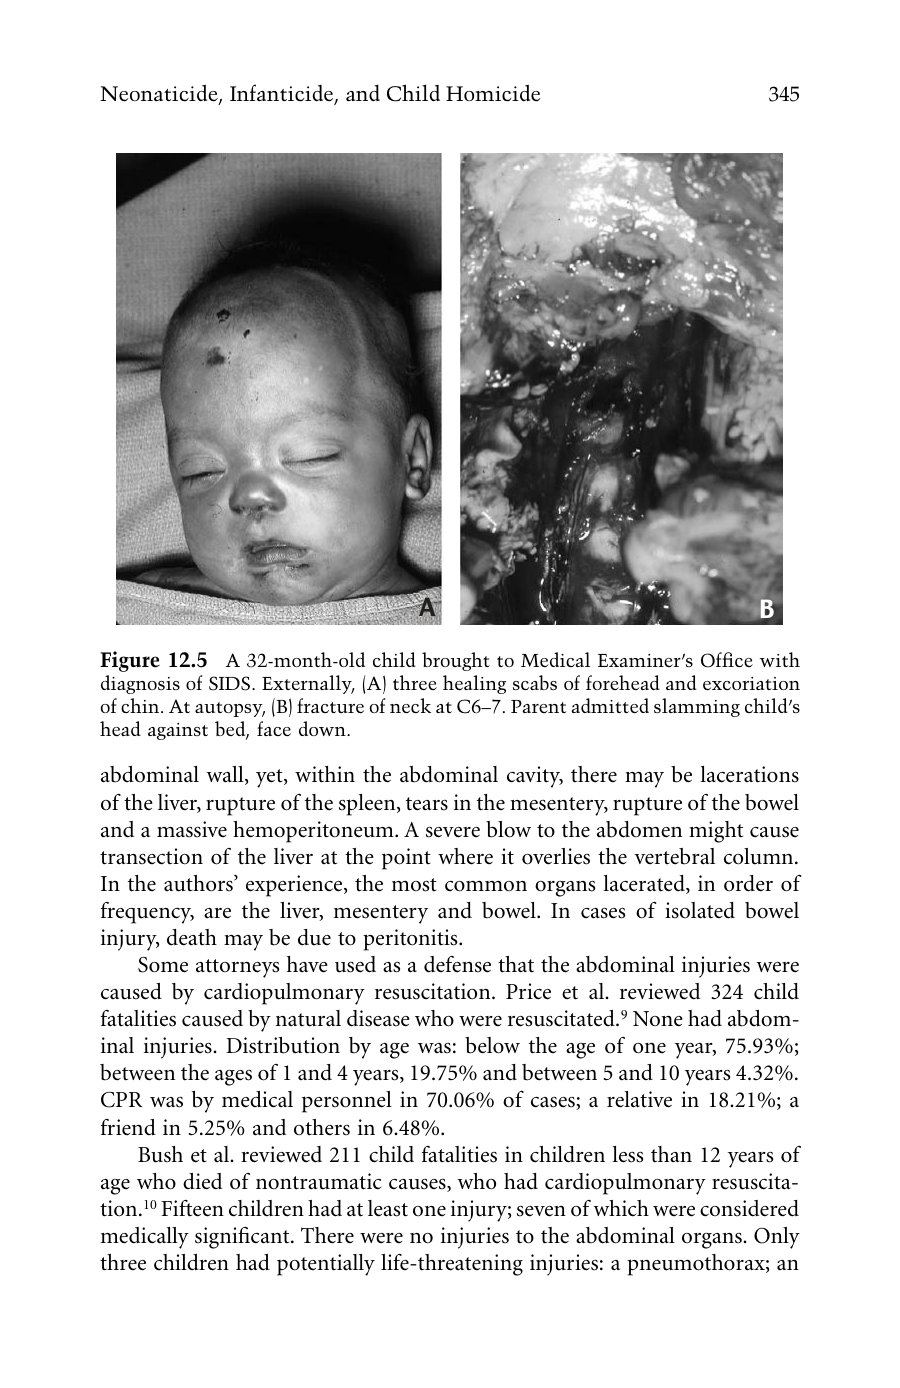 Neonaticide, Infanticide, and Child Homicide 345
A
B
Figure 12.5 A 32-month-old child brought to Medical Examiner's Office with
diagnosis of SIDS. Externally, (A) three healing scabs of forehead and excoriation
of chin. At autopsy, (B) fracture of neck at C6–7. Parent admitted slamming child's
head against bed, face down.
abdominal wall, yet, within the abdominal cavity, there may be lacerations
of the liver, rupture of the spleen, tears in the mesentery, rupture of the bowel
and a massive hemoperitoneum. A severe blow to the abdomen might cause
transection of the liver at the point where it overlies the vertebral column.
In the authors' experience, the most common organs lacerated, in order of
frequency, are the liver, mesentery and bowel. In cases of isolated bowel
injury, death may be due to peritonitis.
Some attorneys have used as a defense that the abdominal injuries were
caused by cardiopulmonary resuscitation. Price et al. reviewed 324 child
fatalities caused by natural disease who were resuscitated.⁹ None had abdom-
inal injuries. Distribution by age was: below the age of one year, 75.93%;
between the ages of 1 and 4 years, 19.75% and between 5 and 10 years 4.32%.
CPR was by medical personnel in 70.06% of cases; a relative in 18.21%; a
friend in 5.25% and others in 6.48%.
Bush et al. reviewed 211 child fatalities in children less than 12 years of
age who died of nontraumatic causes, who had cardiopulmonary resuscita-
tion.¹⁰ Fifteen children had at least one injury; seven of which were considered
medically significant. There were no injuries to the abdominal organs. Only
three children had potentially life-threatening injuries: a pneumothorax; an